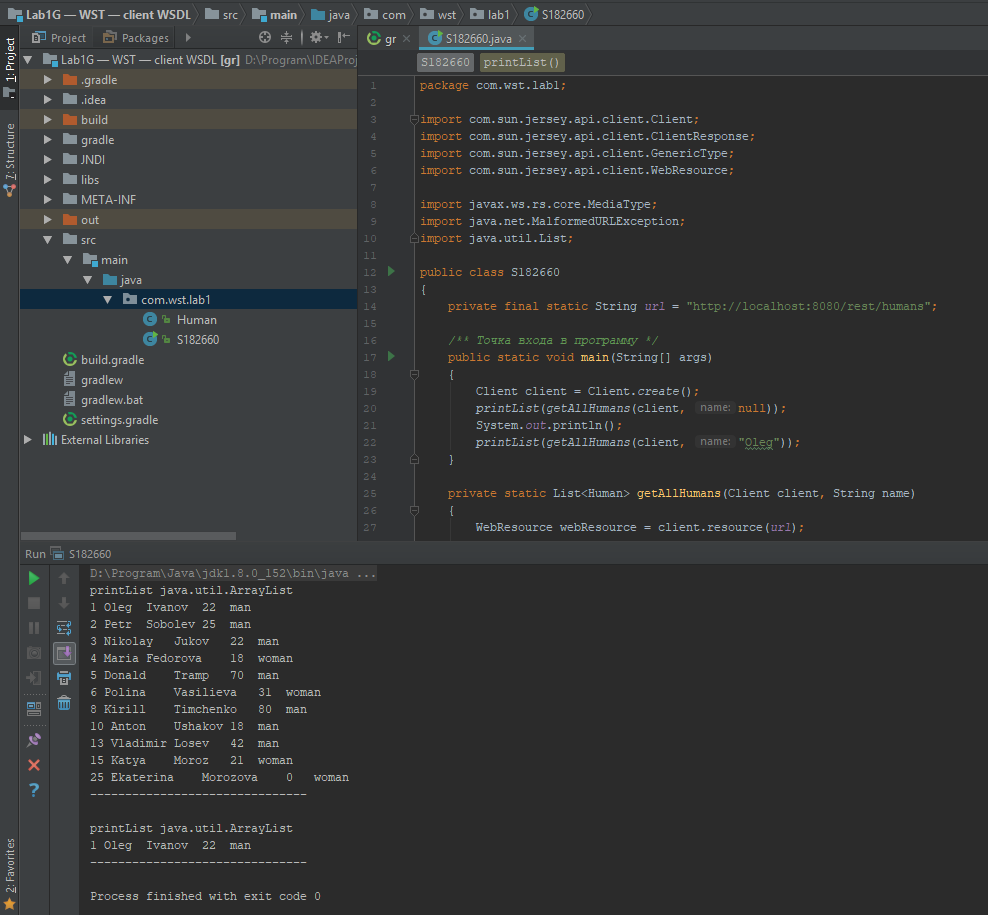 Lab1G — WST — client WSDL src main java com wst lab1 S182660
1: Project
7: Structure
2: Favorites
Project Packages
Lab1G — WST — client WSDL [gr] D:\Program\IDEAProj
.gradle
.idea
build
gradle
JNDI
libs
META-INF
out
src
main
java
com.wst.lab1
Human
S182660
build.gradle
gradlew
gradlew.bat
settings.gradle
External Libraries
gr S182660.java
S182660 printList()
1 package com.wst.lab1;
2
3 import com.sun.jersey.api.client.Client;
4 import com.sun.jersey.api.client.ClientResponse;
5 import com.sun.jersey.api.client.GenericType;
6 import com.sun.jersey.api.client.WebResource;
7
8 import javax.ws.rs.core.MediaType;
9 import java.net.MalformedURLException;
10 import java.util.List;
11
12 public class S182660
13 {
14 private final static String url = "http://localhost:8080/rest/humans";
15
16 /** Точка входа в программу */
17 public static void main(String[] args)
18 {
19 Client client = Client.create();
20 printList(getAllHumans(client, name: null));
21 System.out.println();
22 printList(getAllHumans(client, name: "Oleg"));
23 }
24
25 private static List<Human> getAllHumans(Client client, String name)
26 {
27 WebResource webResource = client.resource(url);
Run S182660
D:\Program\Java\jdk1.8.0_152\bin\java ...
printList java.util.ArrayList
1 Oleg Ivanov 22 man
2 Petr Sobolev 25 man
3 Nikolay Jukov 22 man
4 Maria Fedorova 18 woman
5 Donald Tramp 70 man
6 Polina Vasilieva 31 woman
8 Kirill Timchenko 80 man
10 Anton Ushakov 18 man
13 Vladimir Losev 42 man
15 Katya Moroz 21 woman
25 Ekaterina Morozova 0 woman
-------------------------------
printList java.util.ArrayList
1 Oleg Ivanov 22 man
-------------------------------
Process finished with exit code 0